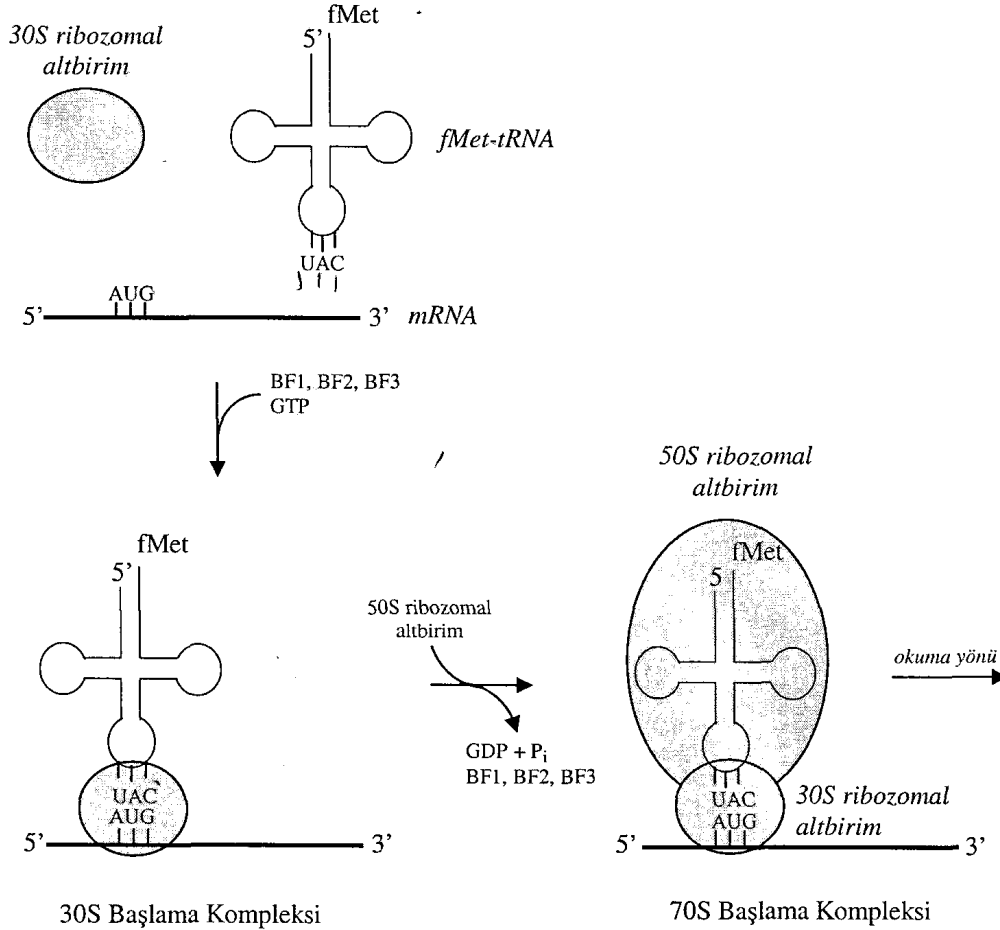 fMet
5’
30S ribozomal
altbirim
fMet-tRNA
UAC
AUG
5’ 3’ mRNA
BF1, BF2, BF3
GTP
50S ribozomal
altbirim
fMet
5’
50S ribozomal
altbirim
fMet
5
okuma yönü
GDP + Pi
BF1, BF2, BF3
UAC
AUG
5’ 3’
UAC
AUG
30S ribozomal
altbirim
5’ 3’
30S Başlama Kompleksi
70S Başlama Kompleksi